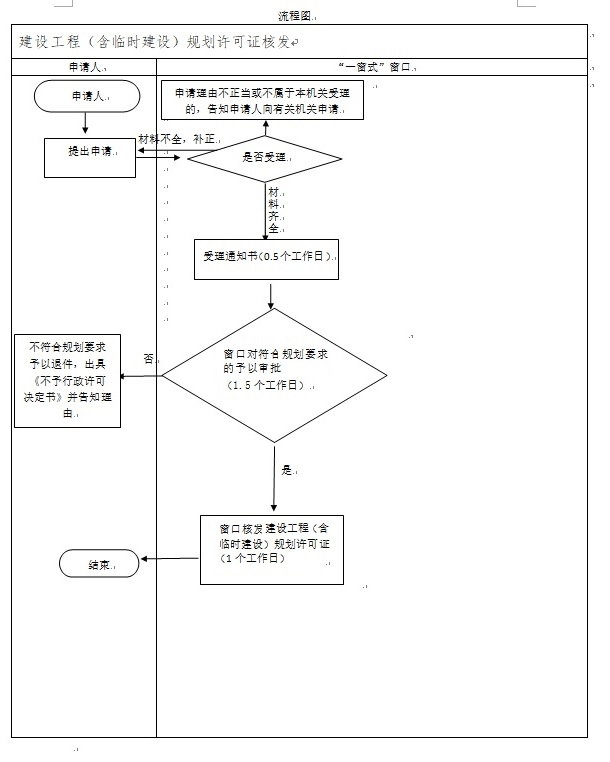 流程图
建设工程（含临时建设）规划许可证核发
申请人
“一窗式”窗口
申请人
申请理由不正当或不属于本机关受理
的，告知申请人向有关机关申请
材料不全，补正
提出申请
是否受理
材
料
齐
全
受理通知书（0.5个工作日）
不符合规划要求
予以退件，出具
《不予行政许可
决定书》并告知理
由
否
窗口对符合规划要求
的予以审批
（1.5个工作日）
是
窗口核发建设工程（含
临时建设）规划许可证
（1个工作日）
结束